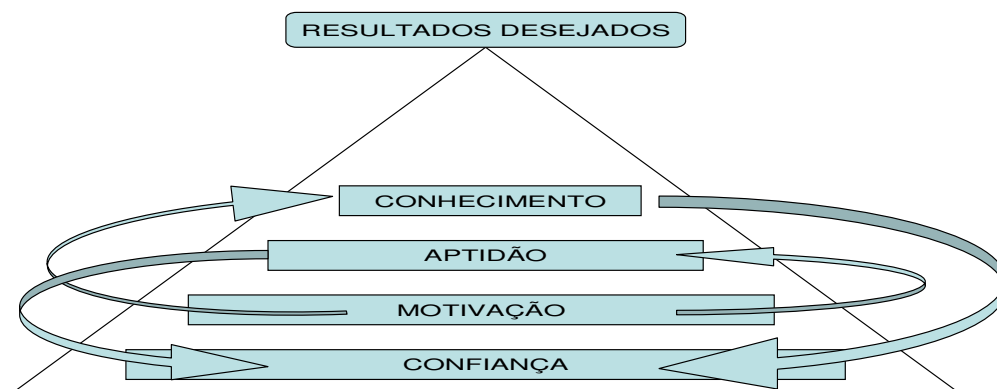 RESULTADOS DESEJADOS
CONHECIMENTO
APTIDÃO
MOTIVAÇÃO
CONFIANÇA